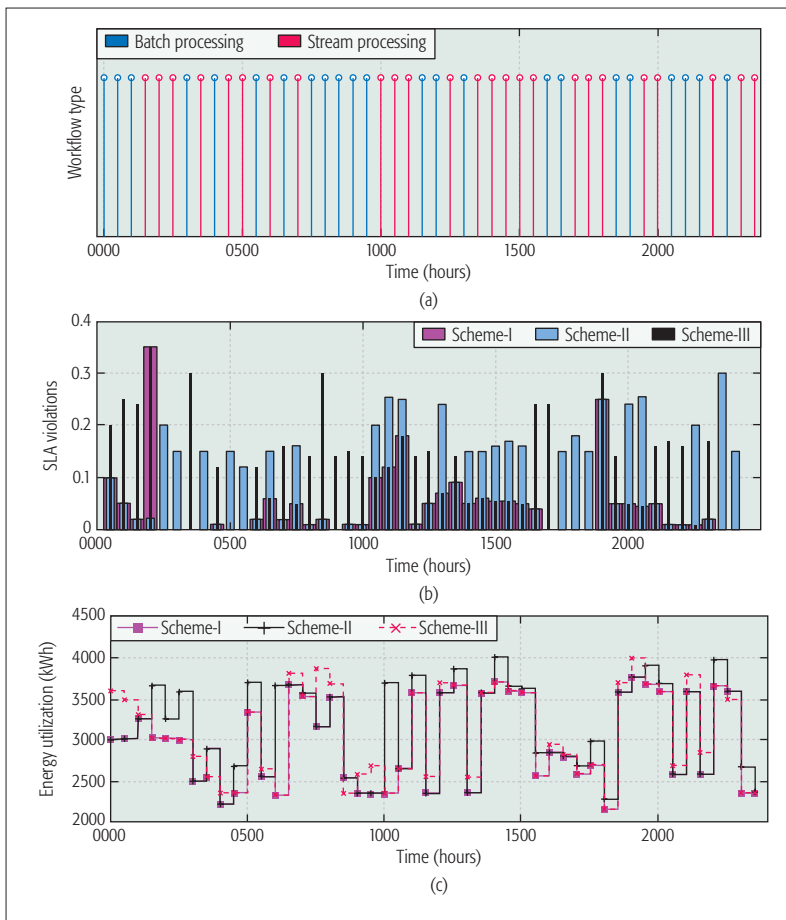 Batch processing Stream processing
Workflow type
0000 0500 1000 1500 2000
Time (hours)
(a)
0.4
Scheme-I Scheme-II Scheme-III
0.3
SLA violations
0.2
0.1
0
0000 0500 1000 1500 2000
Time (hours)
(b)
4500
Scheme-I Scheme-II Scheme-III
4000
Energy utilization (kWh)
3500
3000
2500
2000
0000 0500 1000 1500 2000
Time (hours)
(c)